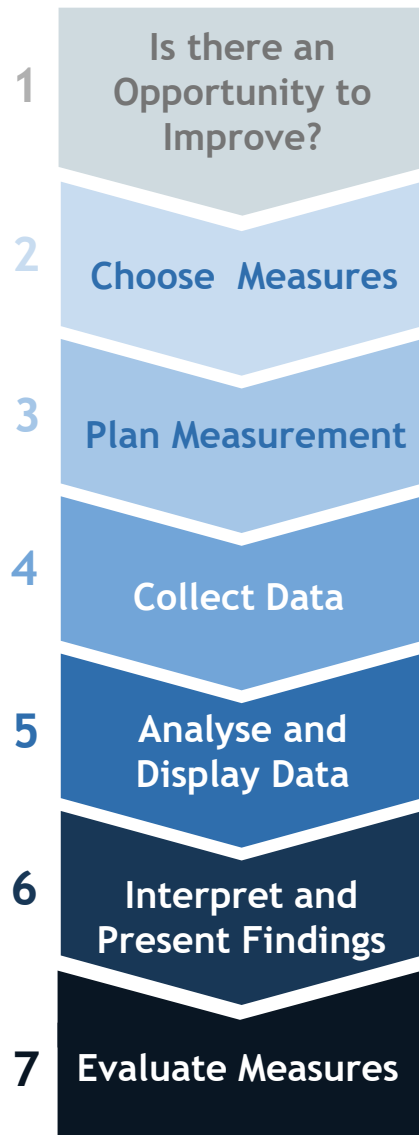 1
Is there an
Opportunity to
Improve?
2
Choose Measures
3
Plan Measurement
4
Collect Data
5
Analyse and
Display Data
6
Interpret and
Present Findings
7
Evaluate Measures